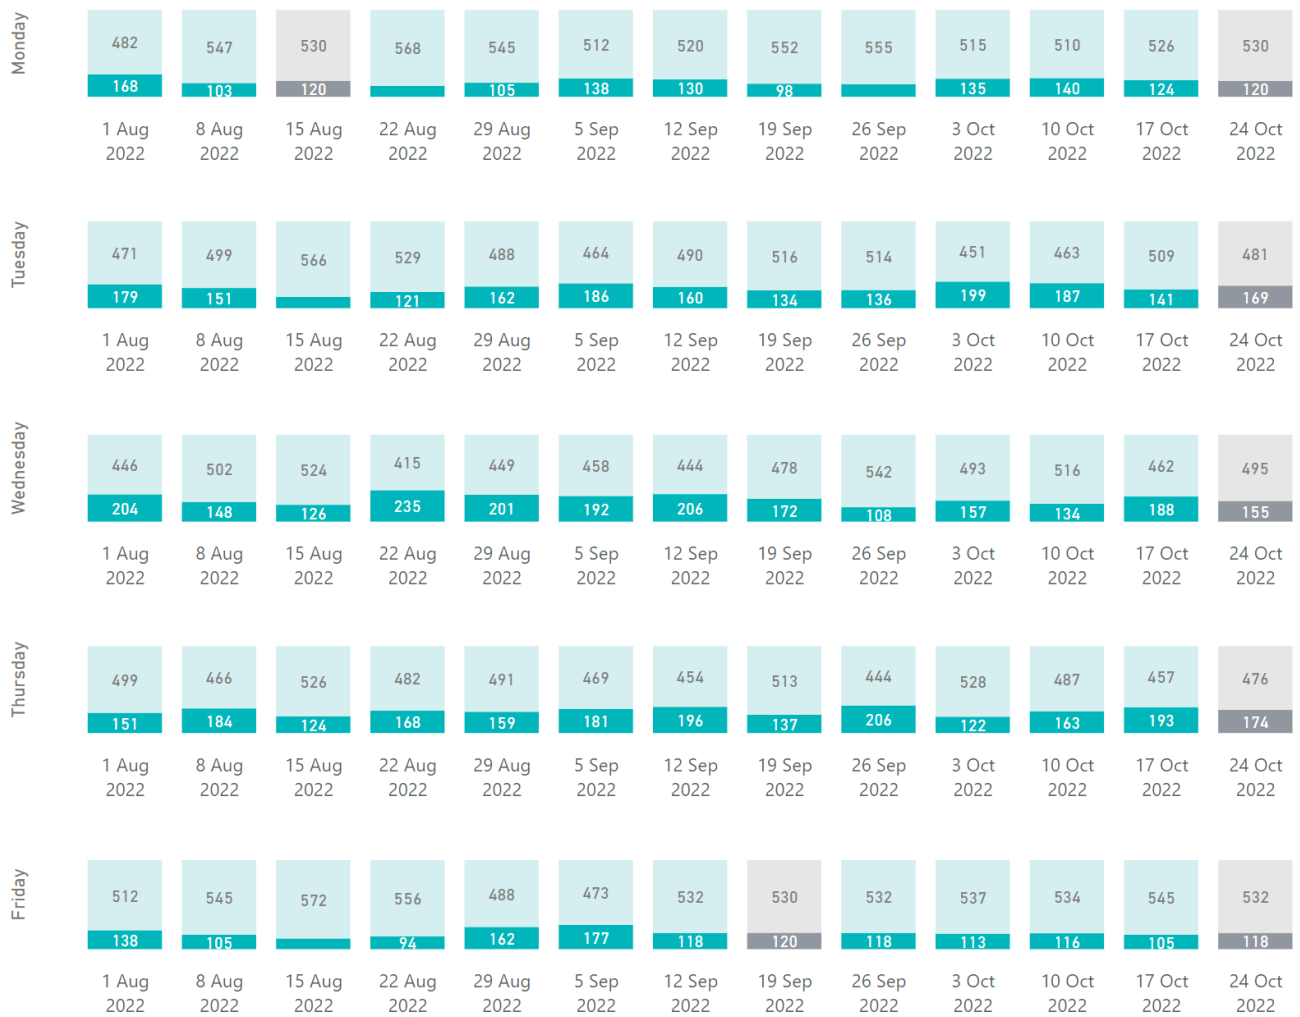 Monday
482 547 530 568 545 512 520 552 555 515 510 526 530
168 103 120 105 138 130 98 135 140 124 120
1 Aug 8 Aug 15 Aug 22 Aug 29 Aug 5 Sep 12 Sep 19 Sep 26 Sep 3 Oct 10 Oct 17 Oct 24 Oct
2022 2022 2022 2022 2022 2022 2022 2022 2022 2022 2022 2022 2022
Tuesday
471 499 566 529 488 464 490 516 514 451 463 509 481
179 151 121 162 186 160 134 136 199 187 141 169
1 Aug 8 Aug 15 Aug 22 Aug 29 Aug 5 Sep 12 Sep 19 Sep 26 Sep 3 Oct 10 Oct 17 Oct 24 Oct
2022 2022 2022 2022 2022 2022 2022 2022 2022 2022 2022 2022 2022
Wednesday
446 502 524 415 449 458 444 478 542 493 516 462 495
204 148 126 235 201 192 206 172 108 157 134 188 155
1 Aug 8 Aug 15 Aug 22 Aug 29 Aug 5 Sep 12 Sep 19 Sep 26 Sep 3 Oct 10 Oct 17 Oct 24 Oct
2022 2022 2022 2022 2022 2022 2022 2022 2022 2022 2022 2022 2022
Thursday
499 466 526 482 491 469 454 513 444 528 487 457 476
151 184 124 168 159 181 196 137 206 122 163 193 174
1 Aug 8 Aug 15 Aug 22 Aug 29 Aug 5 Sep 12 Sep 19 Sep 26 Sep 3 Oct 10 Oct 17 Oct 24 Oct
2022 2022 2022 2022 2022 2022 2022 2022 2022 2022 2022 2022 2022
Friday
512 545 572 556 488 473 532 530 532 537 534 545 532
138 105 94 162 177 118 120 118 113 116 105 118
1 Aug 8 Aug 15 Aug 22 Aug 29 Aug 5 Sep 12 Sep 19 Sep 26 Sep 3 Oct 10 Oct 17 Oct 24 Oct
2022 2022 2022 2022 2022 2022 2022 2022 2022 2022 2022 2022 2022